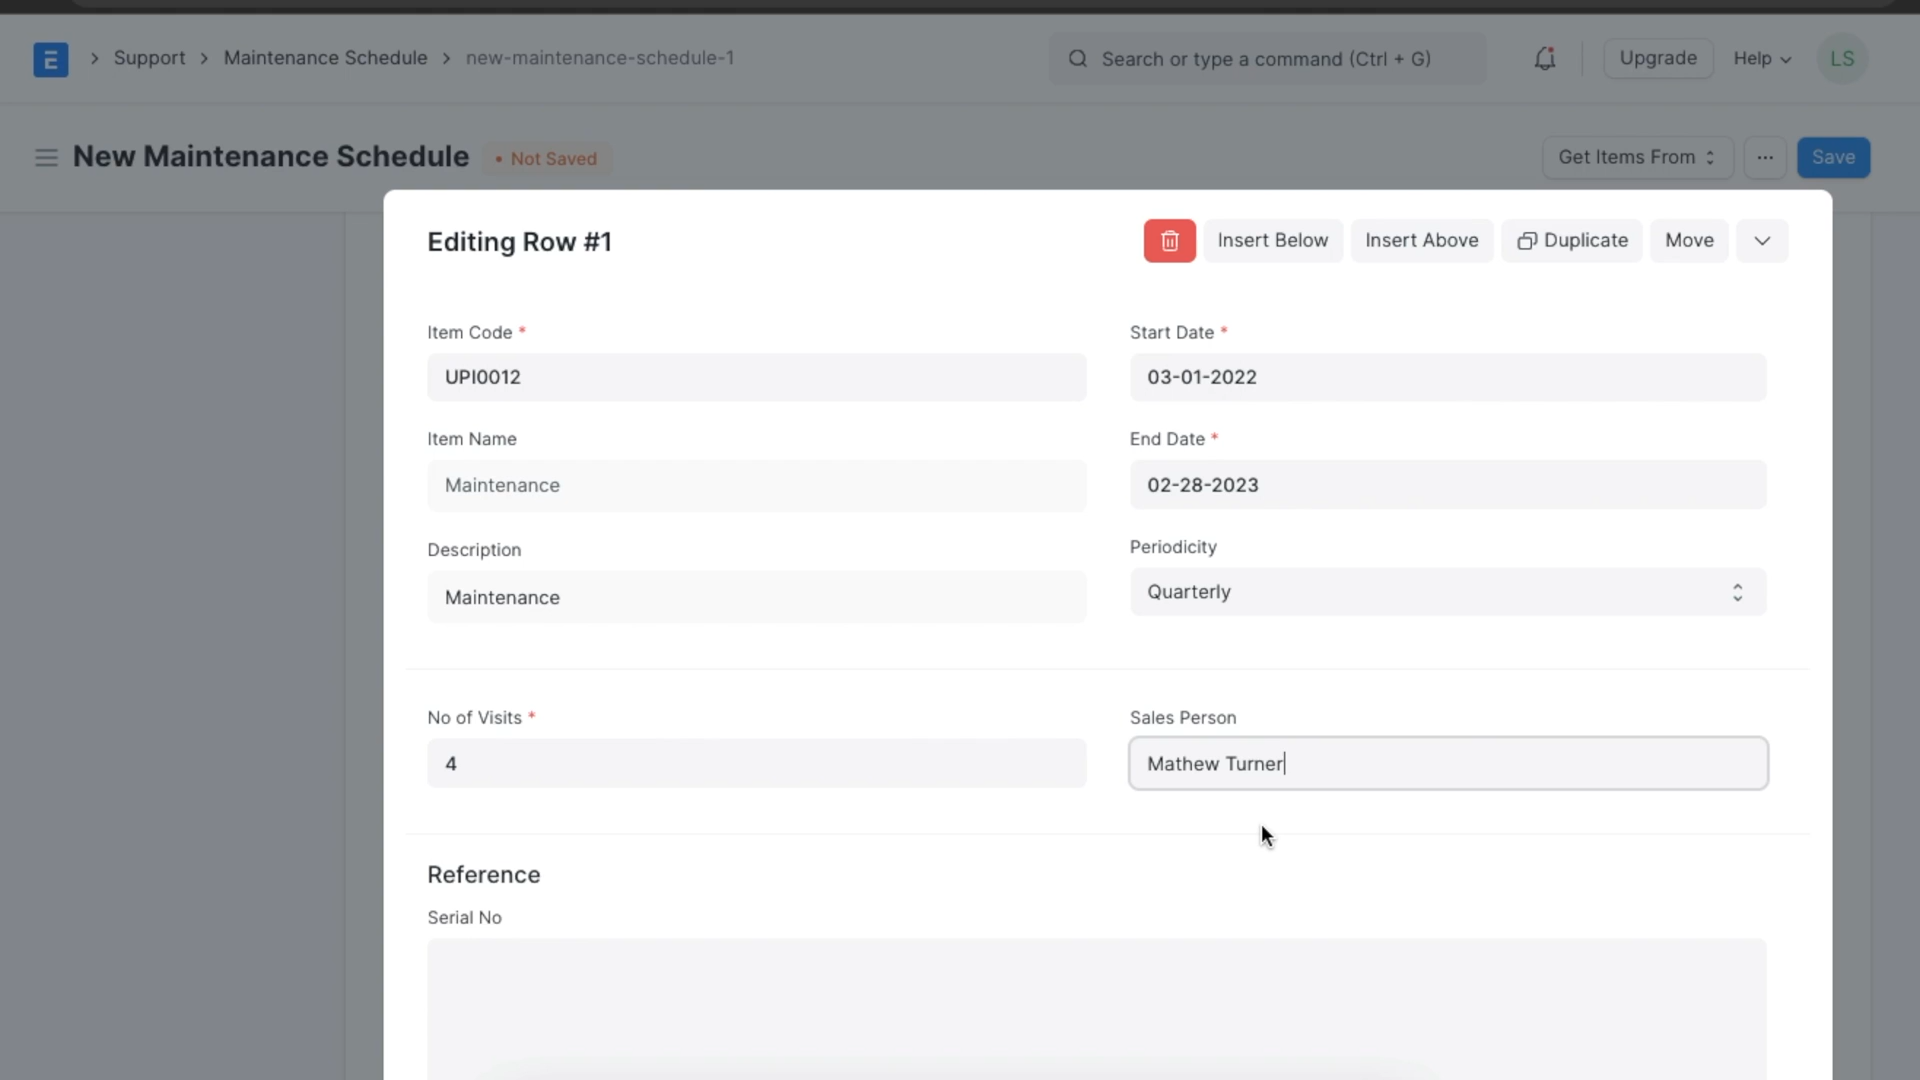 E > Support > Maintenance Schedule > new-maintenance-schedule-1 Search or type a command (Ctrl + G) Upgrade Help LS
New Maintenance Schedule • Not Saved Get Items From ··· Save
Editing Row #1 Insert Below Insert Above Duplicate Move
Item Code * Start Date *
UPI0012 03-01-2022
Item Name End Date *
Maintenance 02-28-2023
Description Periodicity
Maintenance Quarterly
No of Visits * Sales Person
4 Mathew Turner
Reference
Serial No